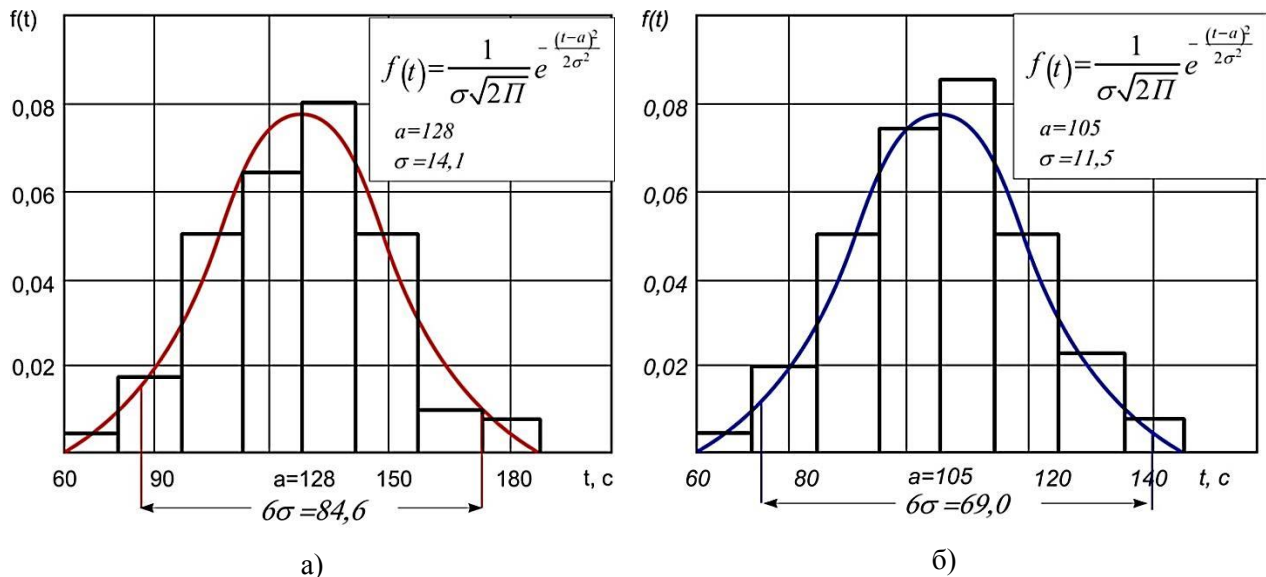 f(t)
f(t)=1/(σ√2П) e^-(t-a)²/2σ²
a=128
σ=14,1
0,08
0,06
0,04
0,02
60 90 a=128 150 180 t, c
6σ=84,6
а)
f(t)
f(t)=1/(σ√2П) e^-(t-a)²/2σ²
a=105
σ=11,5
0,08
0,06
0,04
0,02
60 80 a=105 120 140 t, c
6σ=69,0
б)